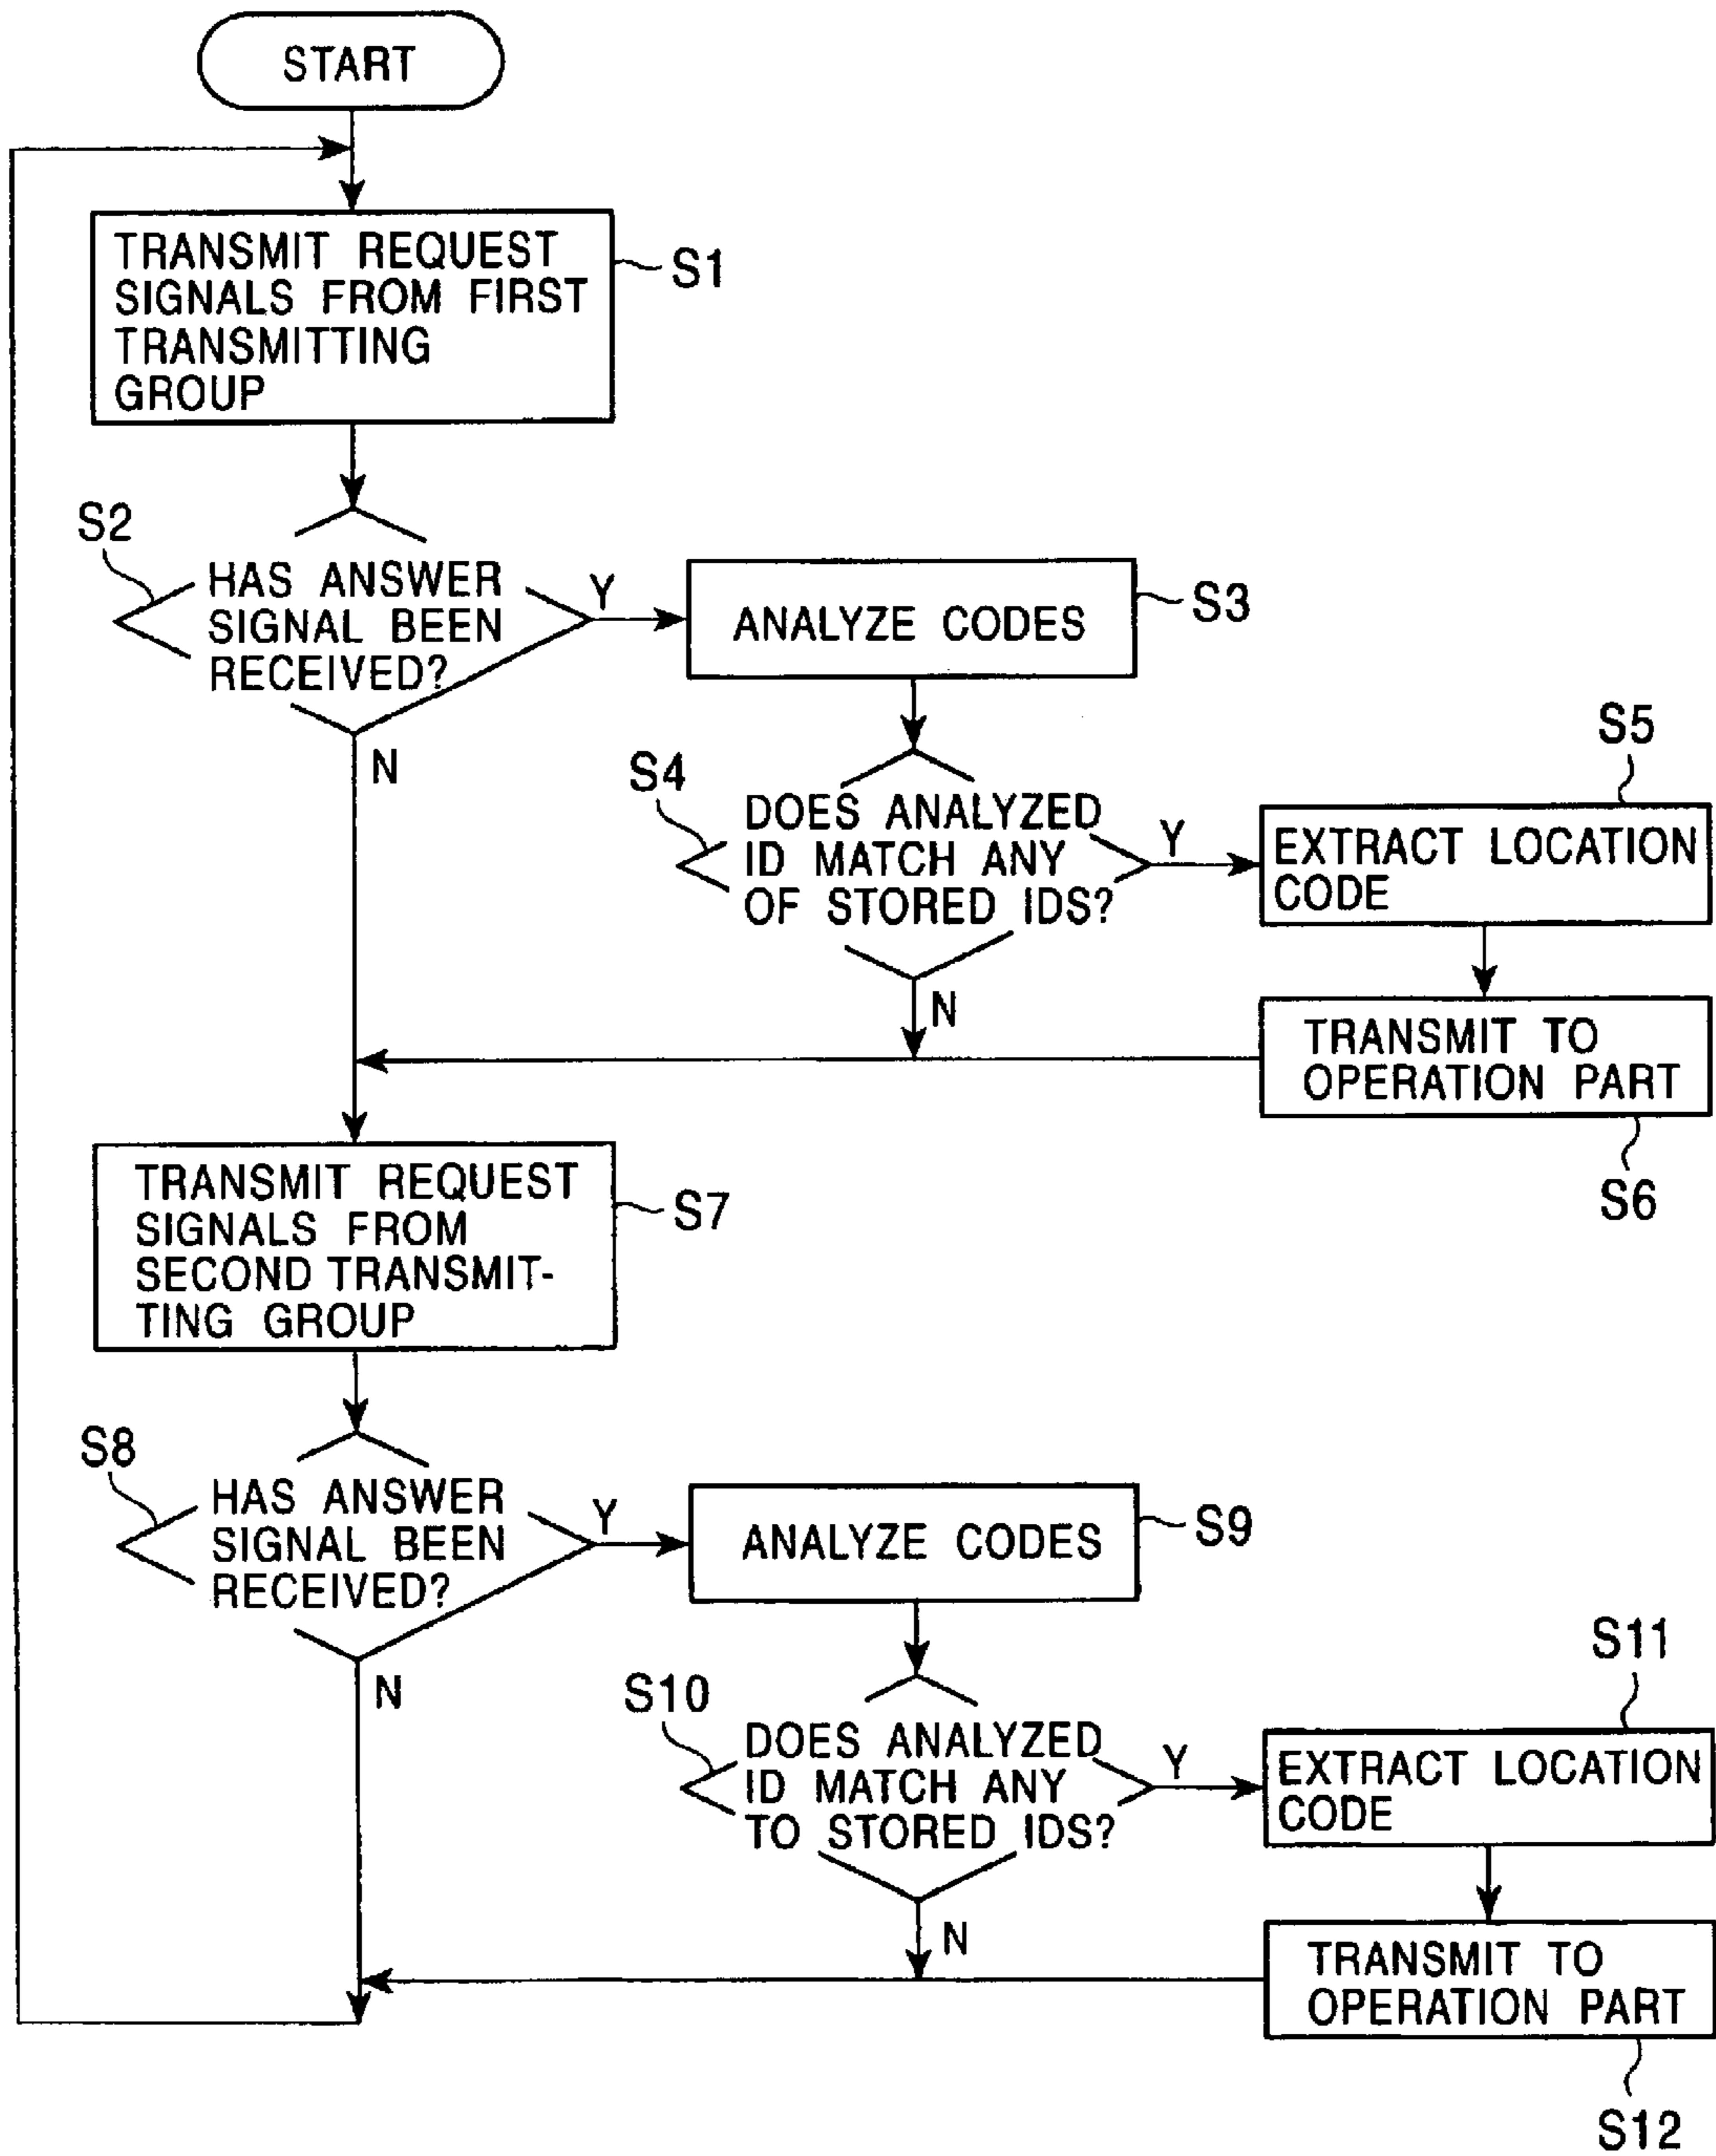 START
TRANSMIT REQUEST
SIGNALS FROM FIRST
TRANSMITTING
GROUP
S1
S2
HAS ANSWER
SIGNAL BEEN
RECEIVED?
Y
N
ANALYZE CODES
S3
S4
DOES ANALYZED
ID MATCH ANY
OF STORED IDS?
Y
N
S5
EXTRACT LOCATION
CODE
TRANSMIT TO
OPERATION PART
S6
TRANSMIT REQUEST
SIGNALS FROM
SECOND TRANSMIT-
TING GROUP
S7
S8
HAS ANSWER
SIGNAL BEEN
RECEIVED?
Y
N
ANALYZE CODES
S9
S10
DOES ANALYZED
ID MATCH ANY
TO STORED IDS?
Y
N
S11
EXTRACT LOCATION
CODE
TRANSMIT TO
OPERATION PART
S12